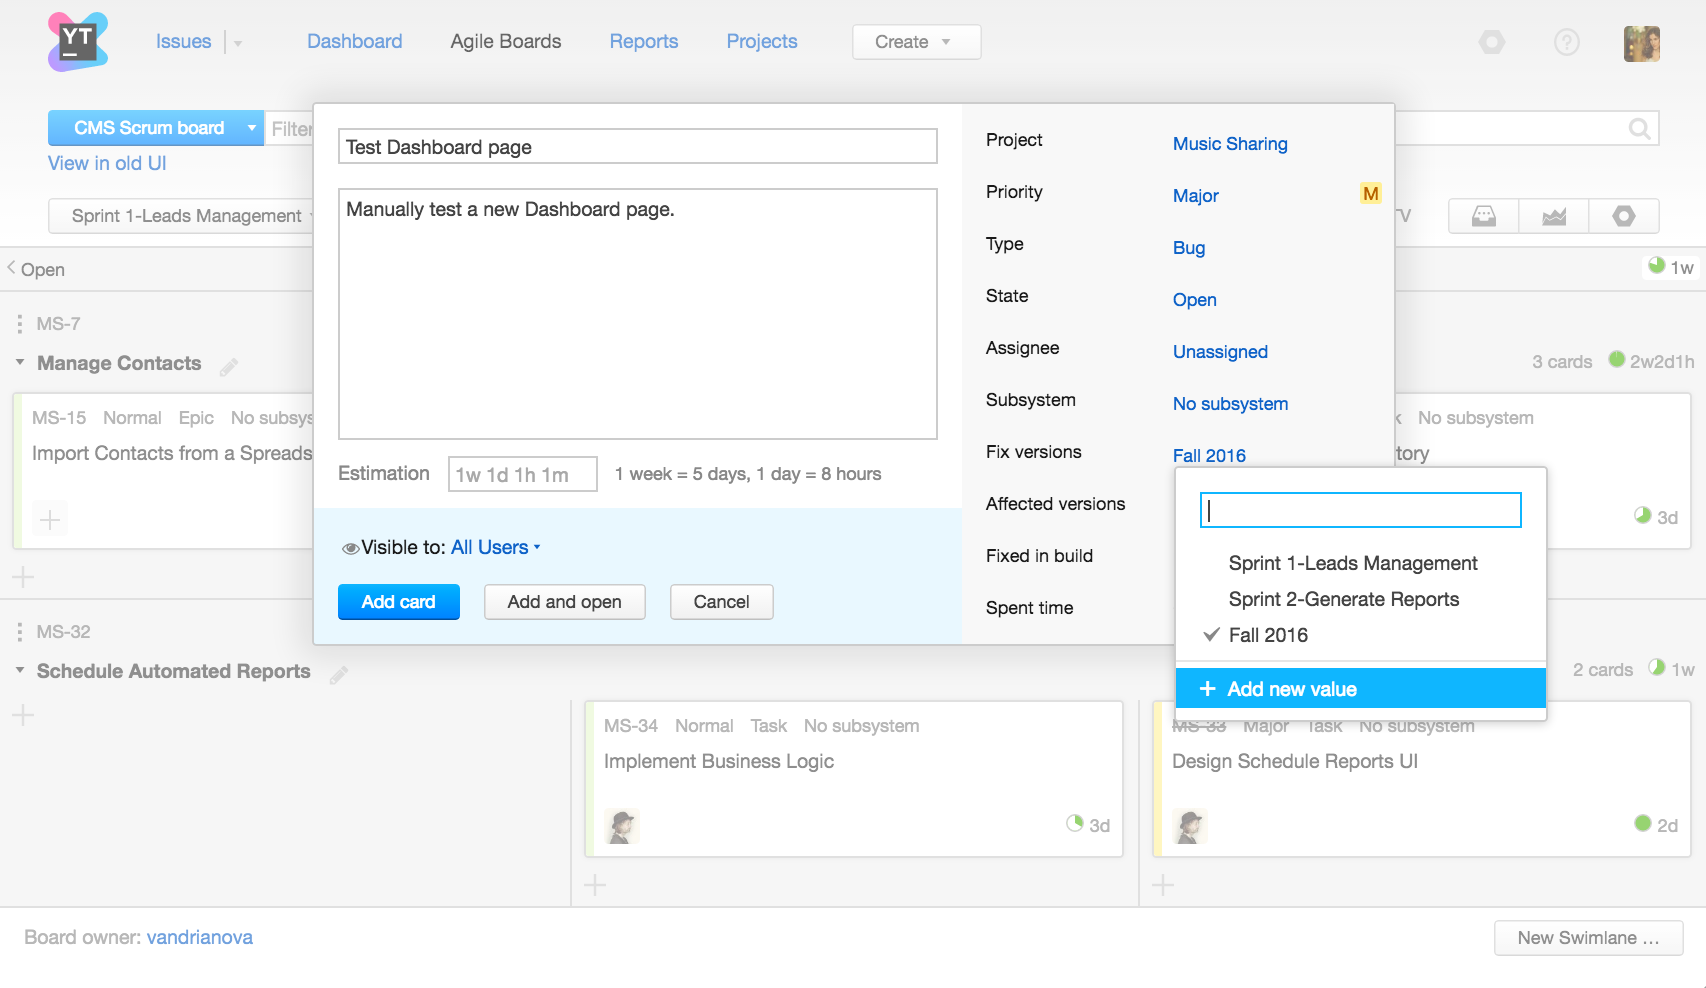 YT
Issues
Dashboard
Agile Boards
Reports
Projects
Create
?
CMS Scrum board
Filter
View in old UI
Sprint 1-Leads Management
TV
Open
1w
MS-7
Manage Contacts
3 cards
2w2d1h
MS-15 Normal Epic No subsys
Import Contacts from a Spreads
k No subsystem
tory
3d
MS-32
Schedule Automated Reports
2 cards
1w
MS-34 Normal Task No subsystem
Implement Business Logic
3d
MS-33 Major Task No subsystem
Design Schedule Reports UI
2d
Board owner: vandrianova
New Swimlane ...
Test Dashboard page
Manually test a new Dashboard page.
Estimation 1w 1d 1h 1m 1 week = 5 days, 1 day = 8 hours
Visible to: All Users
Add card
Add and open
Cancel
Project Music Sharing
Priority Major M
Type Bug
State Open
Assignee Unassigned
Subsystem No subsystem
Fix versions Fall 2016
Affected versions
Fixed in build
Spent time
Sprint 1-Leads Management
Sprint 2-Generate Reports
Fall 2016
+ Add new value